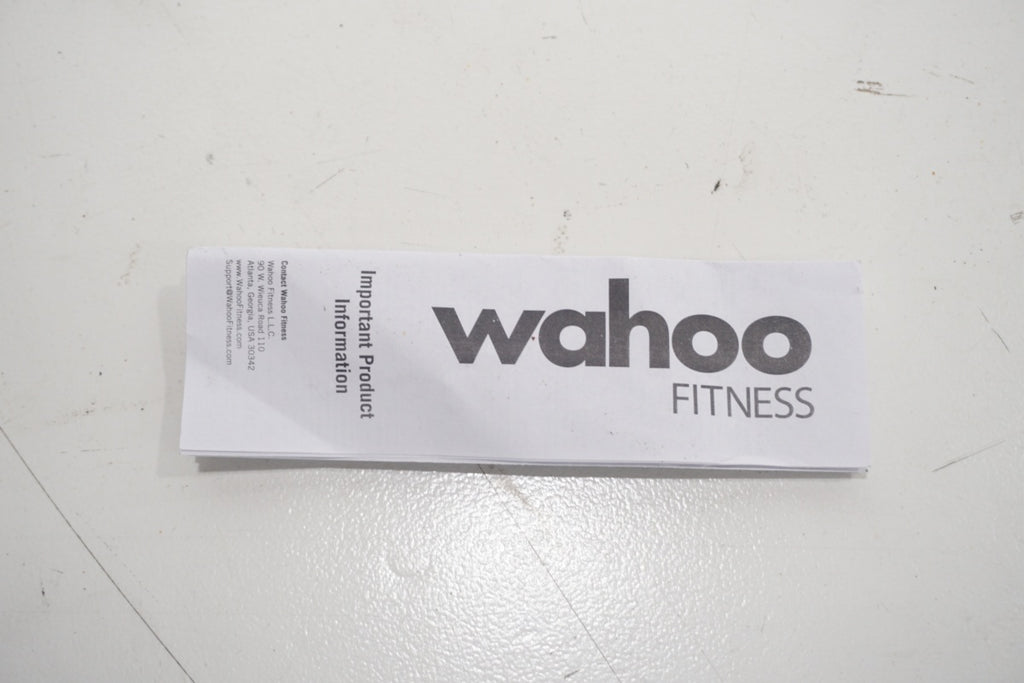 wahoo
FITNESS
Important Product
Information
Contact Wahoo Fitness
Wahoo Fitness L.L.C.
90 W. Wieuca Road 110
Atlanta, Georgia, USA 30342
www.WahooFitness.com
Support@WahooFitness.com